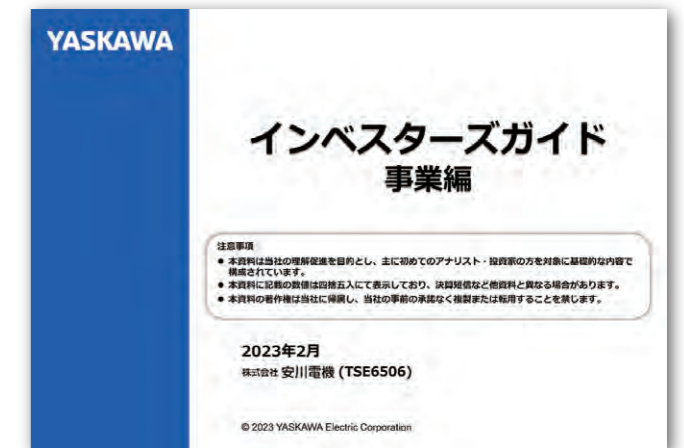 YASKAWA
インベスターズガイド
事業編
注意事項
● 本資料は当社の理解促進を目的とし、主に初めてのアナリスト・投資家の方を対象に基礎的な内容で
構成されています。
● 本資料に記載の数値は四捨五入にて表示しており、決算短信など他資料と異なる場合があります。
● 本資料の著作権は当社に帰属し、当社の事前の承諾なく複製または転用することを禁じます。
2023年2月
株式会社 安川電機 (TSE6506)
© 2023 YASKAWA Electric Corporation